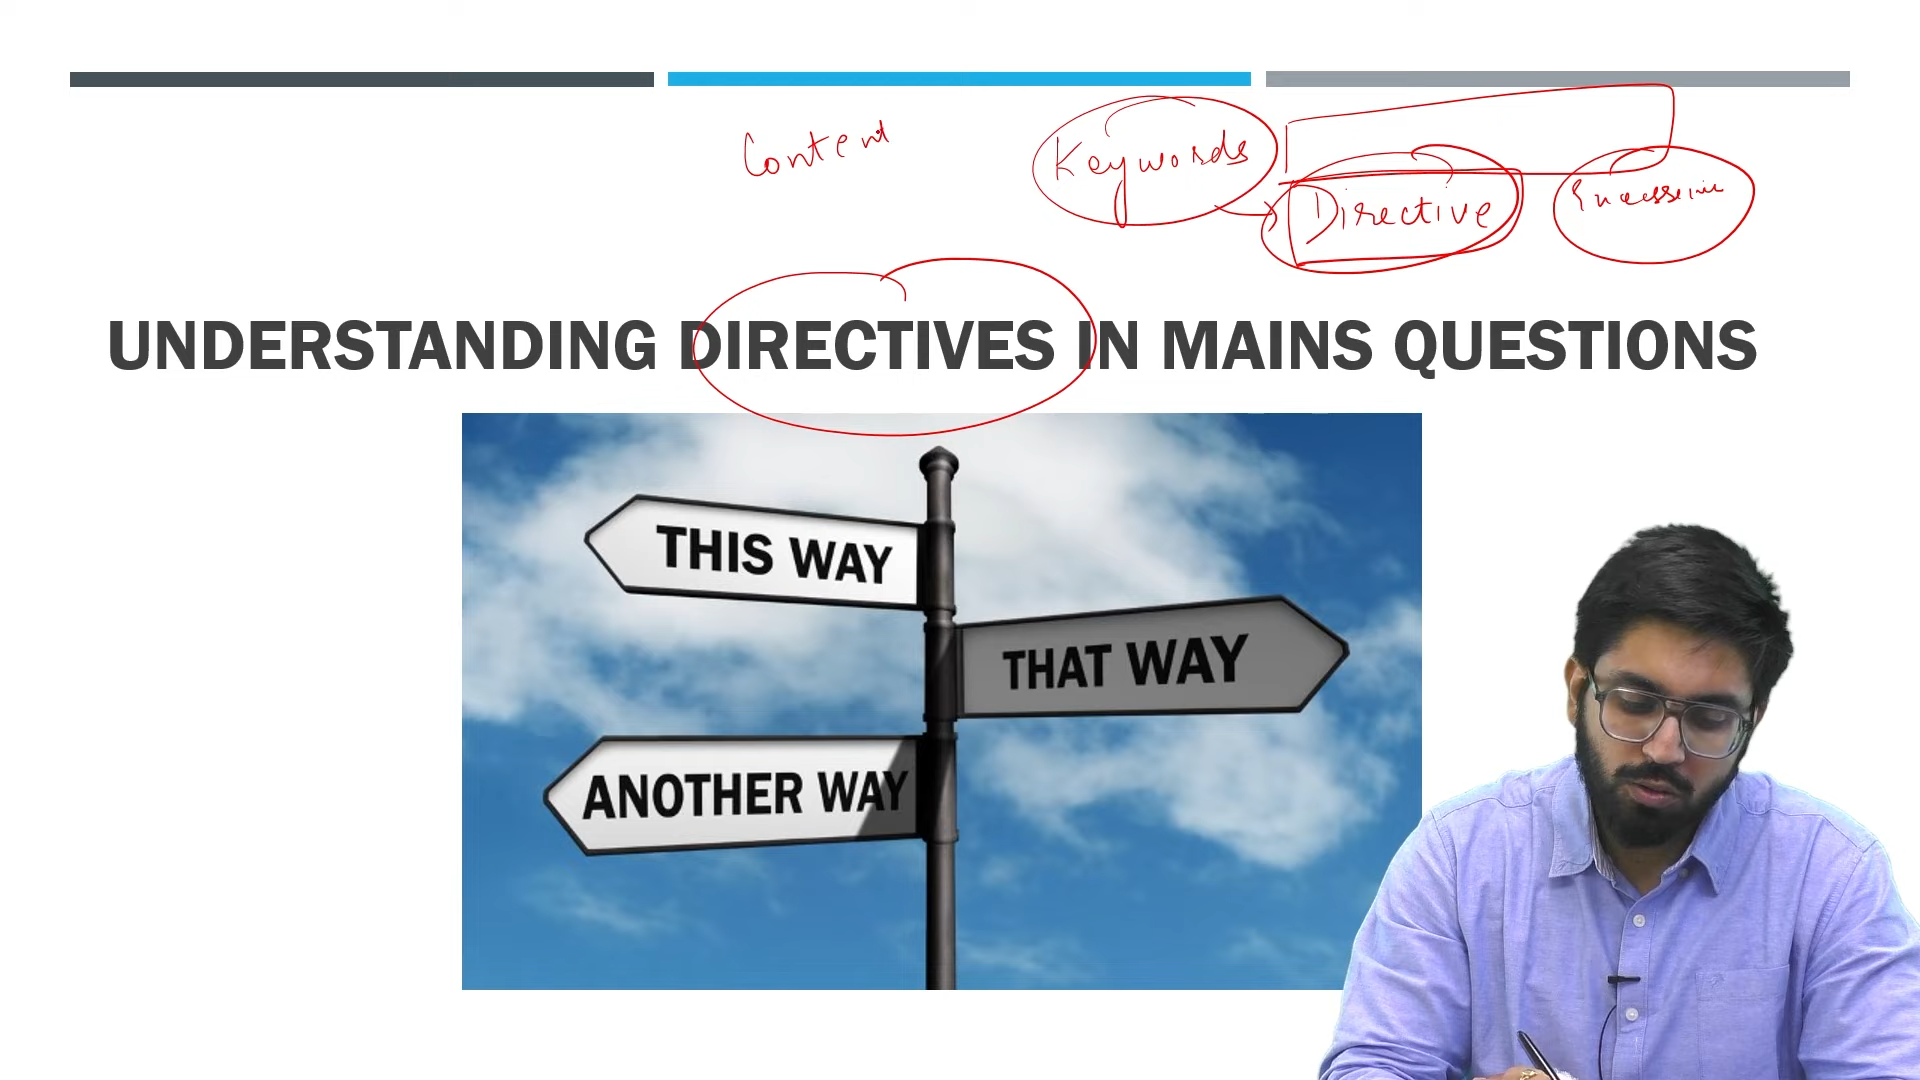 Content
Keywords
Directive
UNDERSTANDING DIRECTIVES IN MAINS QUESTIONS
THIS WAY
THAT WAY
ANOTHER WAY